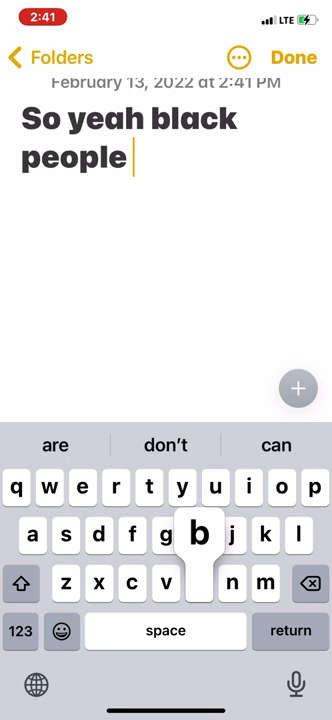 2:41
LTE
Folders
Done
February 13, 2022 at 2:41 PM
So yeah black
people
are don't can
q w e r t y u i o p
a s d f g b j k l
z x c v n m
123 space return